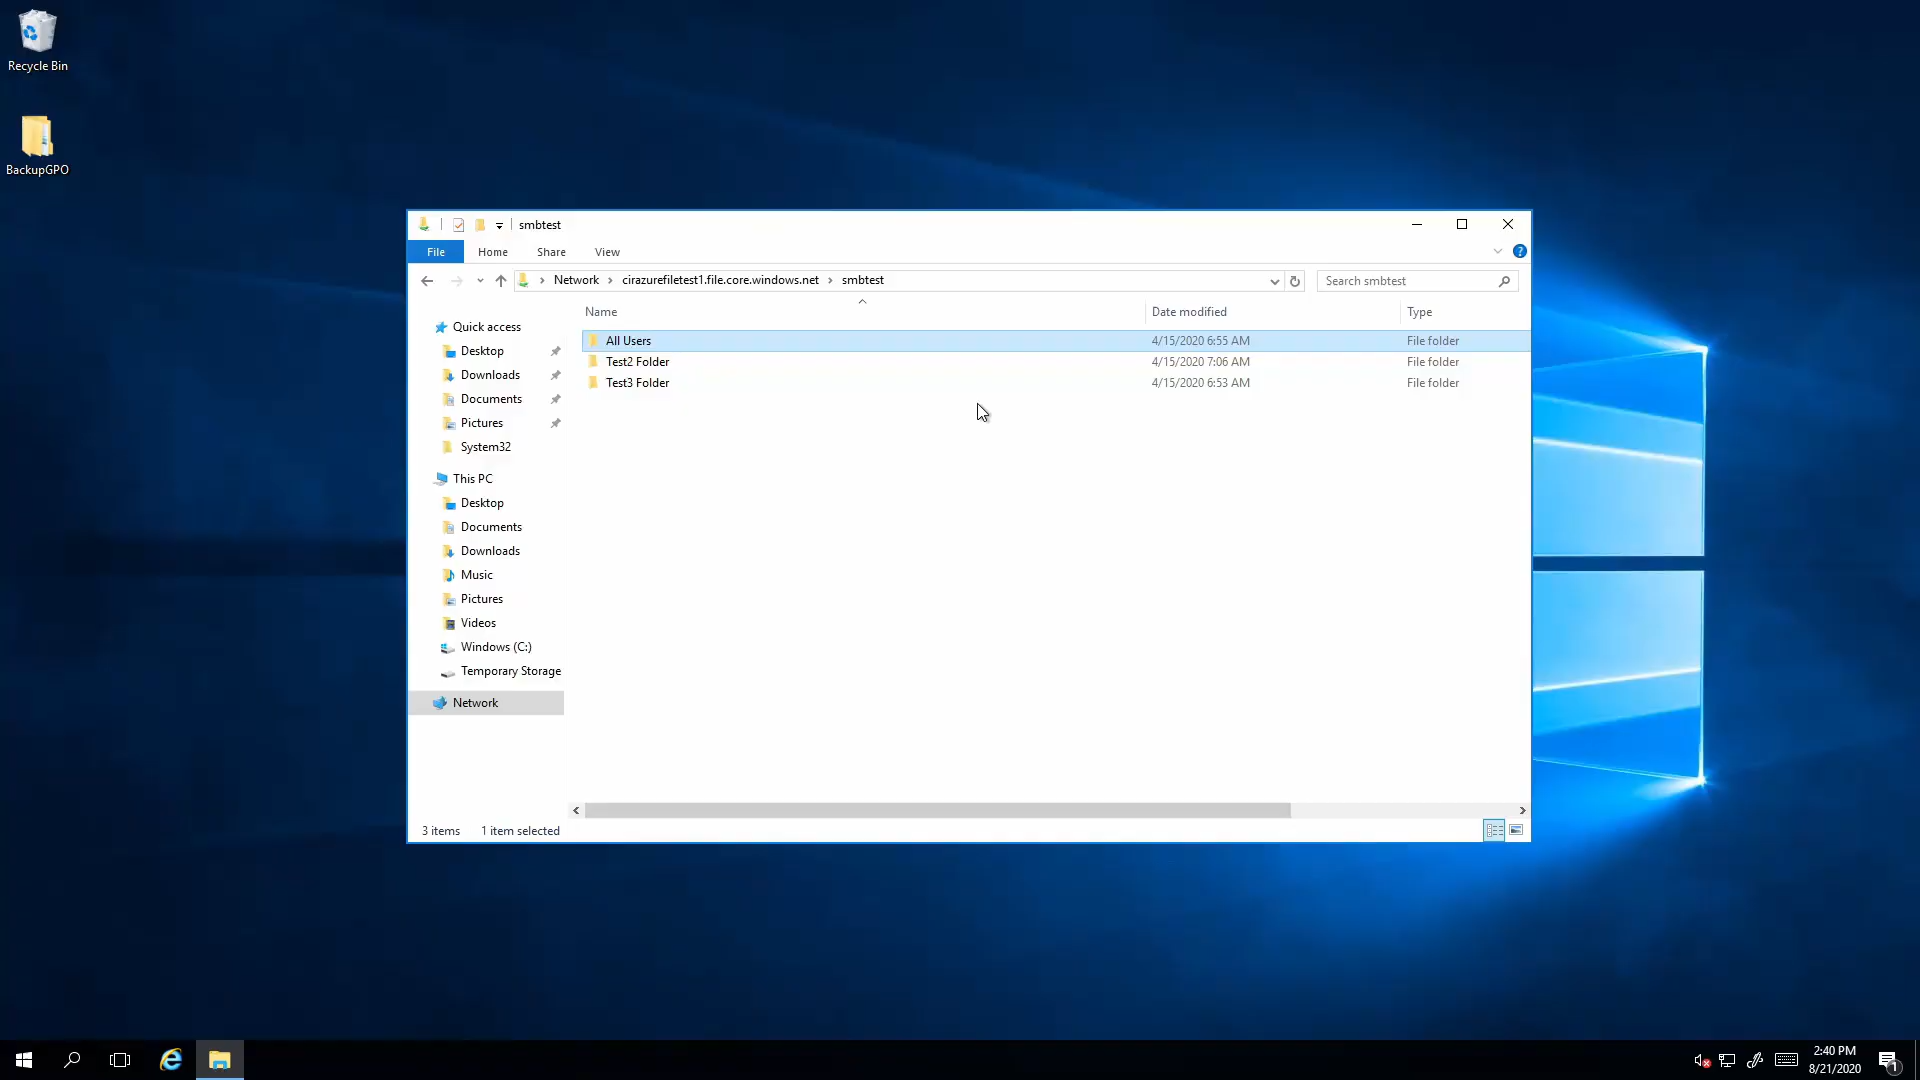 Recycle Bin
BackupGPO
smbtest
File Home Share View
Network cirazurefiletest1.file.core.windows.net smbtest
Search smbtest
Name Date modified Type
All Users 4/15/2020 6:55 AM File folder
Test2 Folder 4/15/2020 7:06 AM File folder
Test3 Folder 4/15/2020 6:53 AM File folder
Quick access
Desktop
Downloads
Documents
Pictures
System32
This PC
Desktop
Documents
Downloads
Music
Pictures
Videos
Windows (C:)
Temporary Storage
Network
3 items 1 item selected
2:40 PM
8/21/2020
1